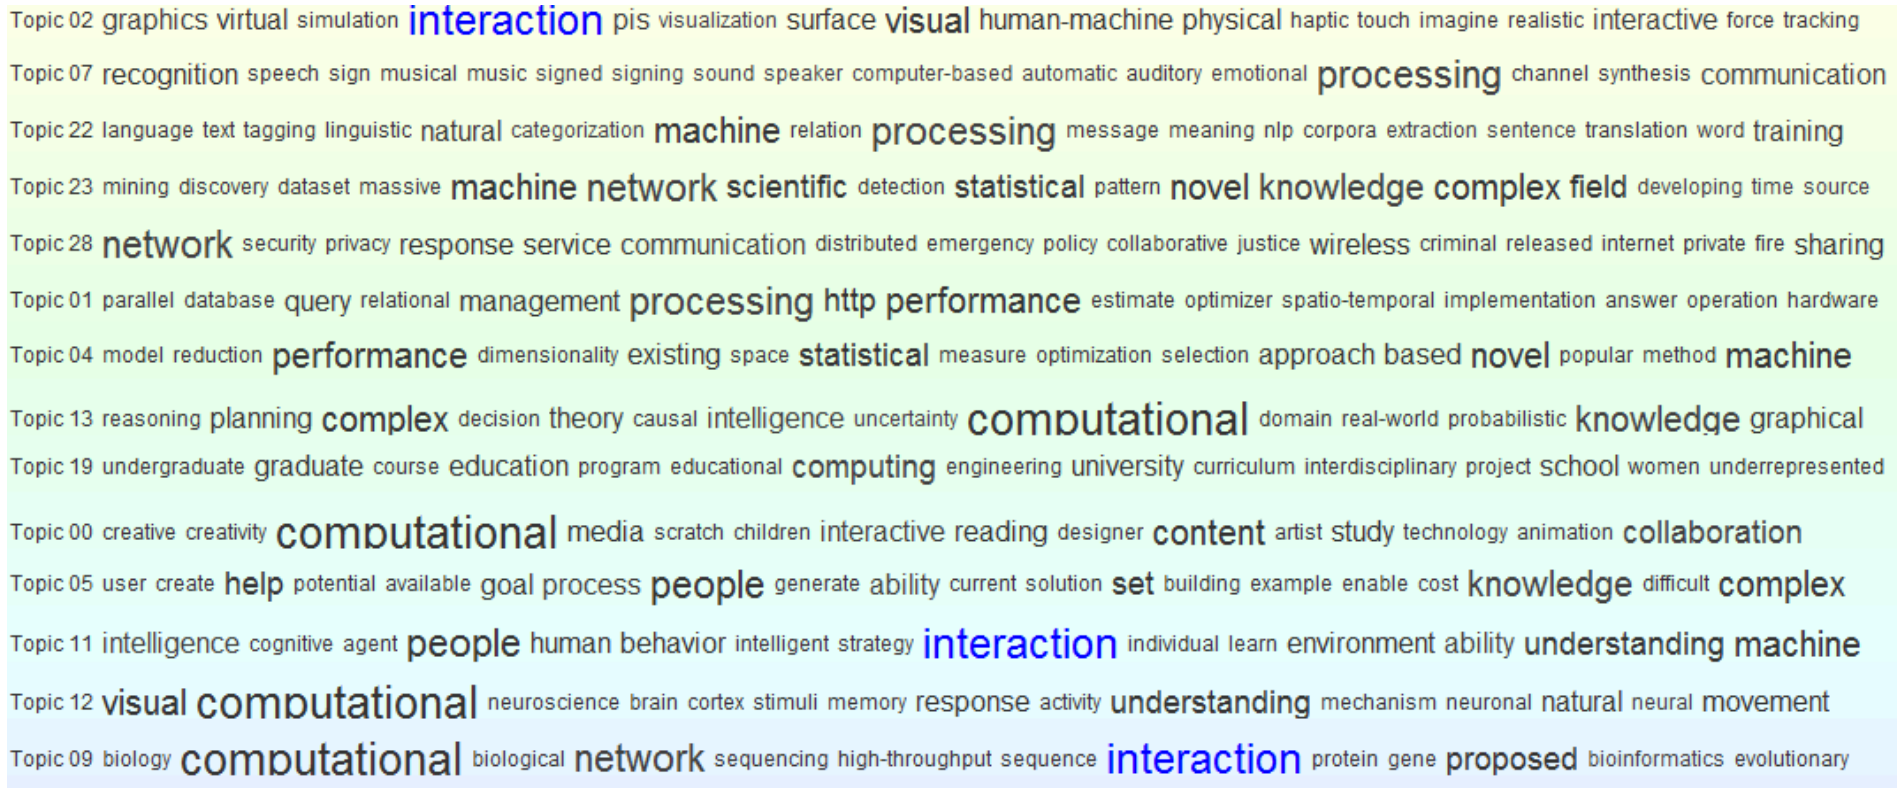 Topic 02 graphics virtual simulation interaction pis visualization surface visual human-machine physical haptic touch imagine realistic interactive force tracking
Topic 07 recognition speech sign musical music signed signing sound speaker computer-based automatic auditory emotional processing channel synthesis communication
Topic 22 language text tagging linguistic natural categorization machine relation processing message meaning nlp corpora extraction sentence translation word training
Topic 23 mining discovery dataset massive machine network scientific detection statistical pattern novel knowledge complex field developing time source
Topic 28 network security privacy response service communication distributed emergency policy collaborative justice wireless criminal released internet private fire sharing
Topic 01 parallel database query relational management processing http performance estimate optimizer spatio-temporal implementation answer operation hardware
Topic 04 model reduction performance dimensionality existing space statistical measure optimization selection approach based novel popular method machine
Topic 13 reasoning planning complex decision theory causal intelligence uncertainty computational domain real-world probabilistic knowledge graphical
Topic 19 undergraduate graduate course education program educational computing engineering university curriculum interdisciplinary project school women underrepresented
Topic 00 creative creativity computational media scratch children interactive reading designer content artist study technology animation collaboration
Topic 05 user create help potential available goal process people generate ability current solution set building example enable cost knowledge difficult complex
Topic 11 intelligence cognitive agent people human behavior intelligent strategy interaction individual learn environment ability understanding machine
Topic 12 visual computational neuroscience brain cortex stimuli memory response activity understanding mechanism neuronal natural neural movement
Topic 09 biology computational biological network sequencing high-throughput sequence interaction protein gene proposed bioinformatics evolutionary